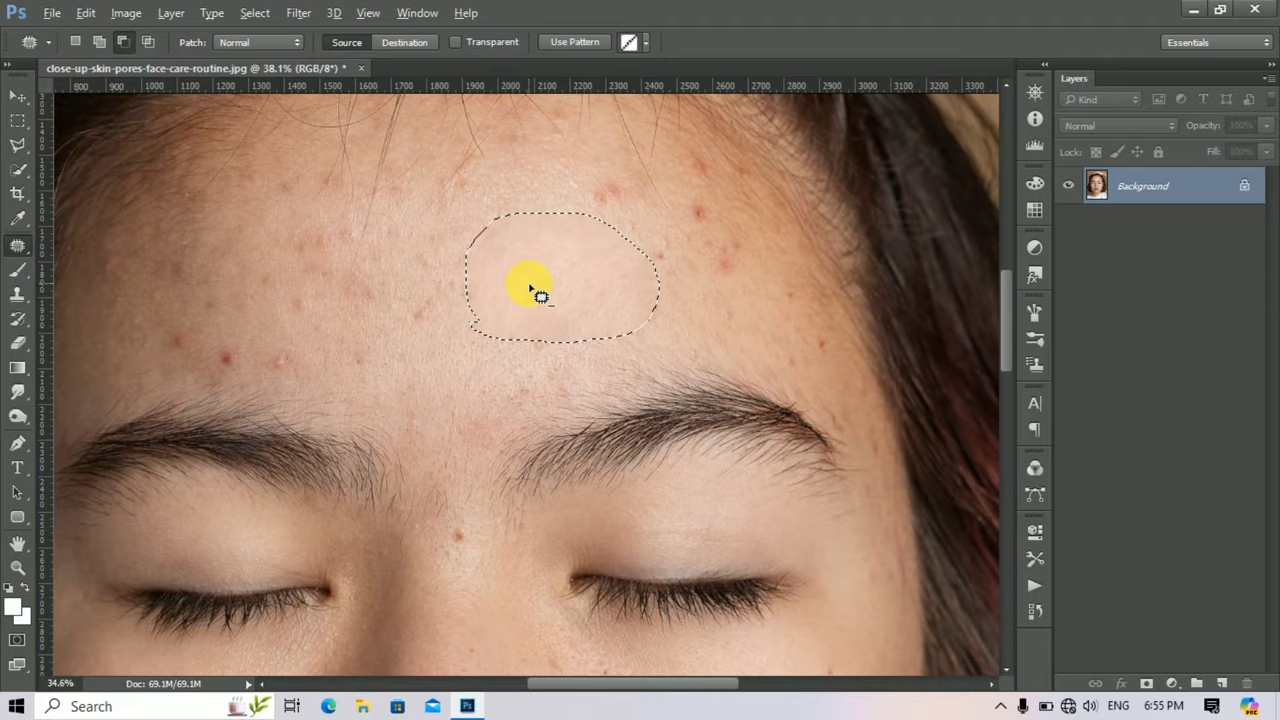 Ps File Edit Image Layer Type Select Filter 3D View Window Help
Patch: Normal Source Destination Transparent Use Pattern Essentials
close-up-skin-pores-face-care-routine.jpg @ 38.1% (RGB/8*) *
Layers
1000 1100 1200 1300 1400 1500 1600 1700 1800 1900 2000 2100 2200 2300 2400 2500 2600 2700 2800 2900 3000 3100 3200 3300
Kind
Normal Opacity: 100%
Lock: Fill: 100%
Background
34.6% Doc: 69.1M/69.1M
Search Ps ENG 6:55 PM PRE